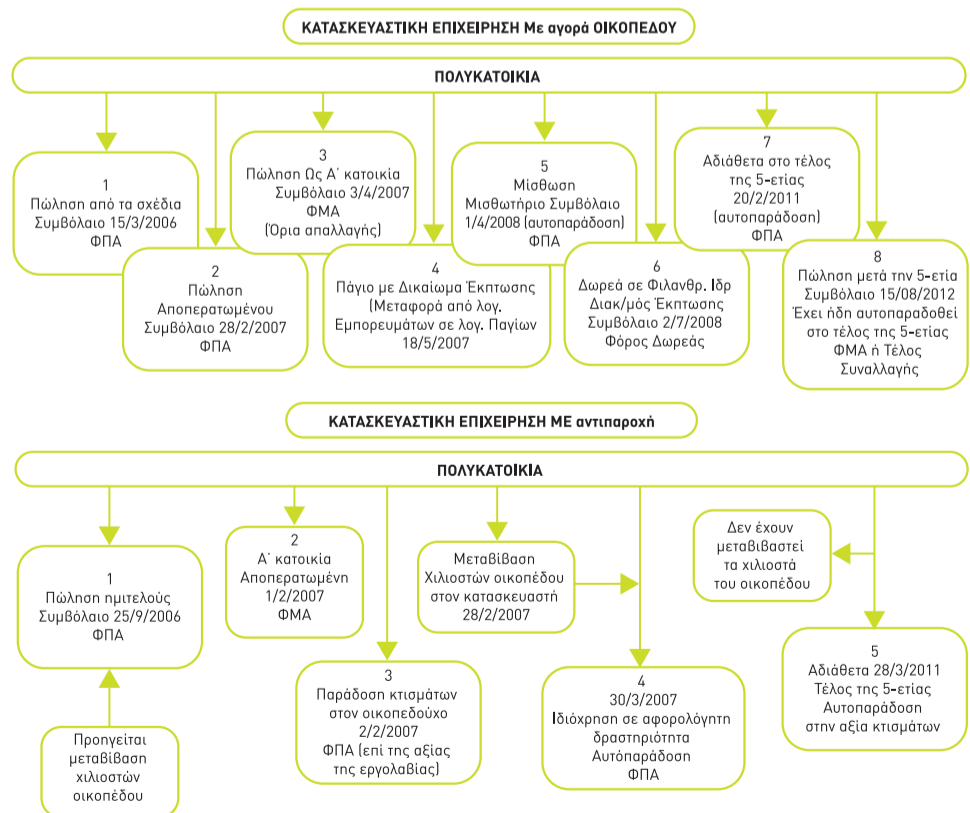 ΚΑΤΑΣΚΕΥΑΣΤΙΚΗ ΕΠΙΧΕΙΡΗΣΗ Με αγορά ΟΙΚΟΠΕΔΟΥ
ΠΟΛΥΚΑΤΟΙΚΙΑ
1
Πώληση από τα σχέδια
Συμβόλαιο 15/3/2006
ΦΠΑ
2
Πώληση
Αποπερατωμένου
Συμβόλαιο 28/2/2007
ΦΠΑ
3
Πώληση Ως Α΄ κατοικία
Συμβόλαιο 3/4/2007
ΦΜΑ
(Όρια απαλλαγής)
4
Πάγιο με Δικαίωμα Έκπτωσης
(Μεταφορά από λογ.
Εμπορευμάτων σε λογ. Παγίων
18/5/2007
5
Μίσθωση
Μισθωτήριο Συμβόλαιο
1/4/2008 (αυτοπαράδοση)
ΦΠΑ
6
Δωρεά σε Φιλανθρ. Ιδρ
Διακ/μός Έκπτωσης
Συμβόλαιο 2/7/2008
Φόρος Δωρεάς
7
Αδιάθετα στο τέλος
της 5-ετίας
20/2/2011
(αυτοπαράδοση)
ΦΠΑ
8
Πώληση μετά την 5-ετία
Συμβόλαιο 15/08/2012
Έχει ήδη αυτοπαραδοθεί
στο τέλος της 5-ετίας
ΦΜΑ ή Τέλος
Συναλλαγής
ΚΑΤΑΣΚΕΥΑΣΤΙΚΗ ΕΠΙΧΕΙΡΗΣΗ ΜΕ αντιπαροχή
ΠΟΛΥΚΑΤΟΙΚΙΑ
1
Πώληση ημιτελούς
Συμβόλαιο 25/9/2006
ΦΠΑ
Προηγείται
μεταβίβαση
χιλιοστών
οικοπέδου
2
Α΄ κατοικία
Αποπερατωμένη
1/2/2007
ΦΜΑ
3
Παράδοση κτισμάτων
στον οικοπεδούχο
2/2/2007
ΦΠΑ (επί της αξίας
της εργολαβίας)
Μεταβίβαση
Χιλιοστών οικοπέδου
στον κατασκευαστή
28/2/2007
4
30/3/2007
Ιδιόχρηση σε αφορολόγητη
δραστηριότητα
Αυτόπαράδοση
ΦΠΑ
Δεν έχουν
μεταβιβαστεί
τα χιλιοστά
του οικοπέδου
5
Αδιάθετα 28/3/2011
Τέλος της 5-ετίας
Αυτοπαράδοση
στην αξία κτισμάτων